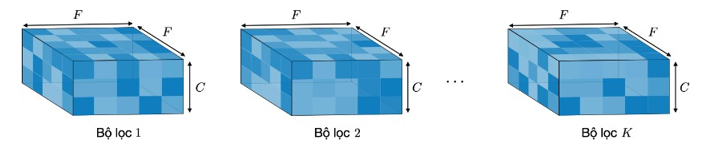 F F F F F F
C C ... C
Bộ lọc 1 Bộ lọc 2 Bộ lọc K